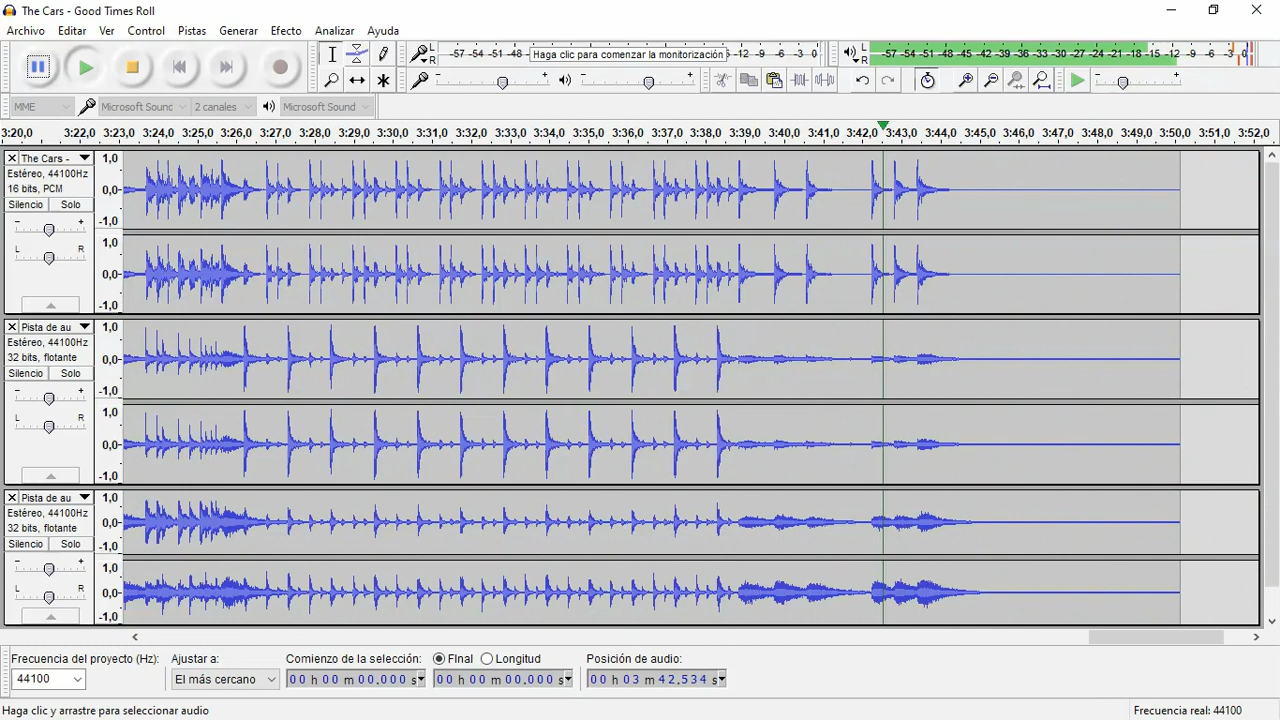 The Cars - Good Times Roll
Archivo Editar Ver Control Pistas Generar Efecto Analizar Ayuda
L R -57 -54 -51 -48 Haga clic para comenzar la monitorización -12 -9 -6 -3 0
L R -57 -54 -51 -48 -45 -42 -39 -36 -33 -30 -27 -24 -21 -18 -15 -12 -9 -6 -3 0
MME Microsoft Sound 2 canales Microsoft Sound
3:20,0 3:22,0 3:23,0 3:24,0 3:25,0 3:26,0 3:27,0 3:28,0 3:29,0 3:30,0 3:31,0 3:32,0 3:33,0 3:34,0 3:35,0 3:36,0 3:37,0 3:38,0 3:39,0 3:40,0 3:41,0 3:42,0 3:43,0 3:44,0 3:45,0 3:46,0 3:47,0 3:48,0 3:49,0 3:50,0 3:51,0 3:52,0
The Cars - 1,0
Estéreo, 44100Hz
16 bits, PCM 0,0
Silencio Solo
- + -1,0
L R 1,0
0,0
-1,0
Pista de au 1,0
Estéreo, 44100Hz
32 bits, flotante 0,0
Silencio Solo
- + -1,0
L R 1,0
0,0
-1,0
Pista de au 1,0
Estéreo, 44100Hz
32 bits, flotante 0,0
Silencio Solo -1,0
- + 1,0
L R 0,0
-1,0
Frecuencia del proyecto (Hz): Ajustar a: Comienzo de la selección: FInal Longitud Posición de audio:
44100 El más cercano 00 h 00 m 00.000 s 00 h 00 m 00.000 s 00 h 03 m 42.534 s
Haga clic y arrastre para seleccionar audio Frecuencia real: 44100